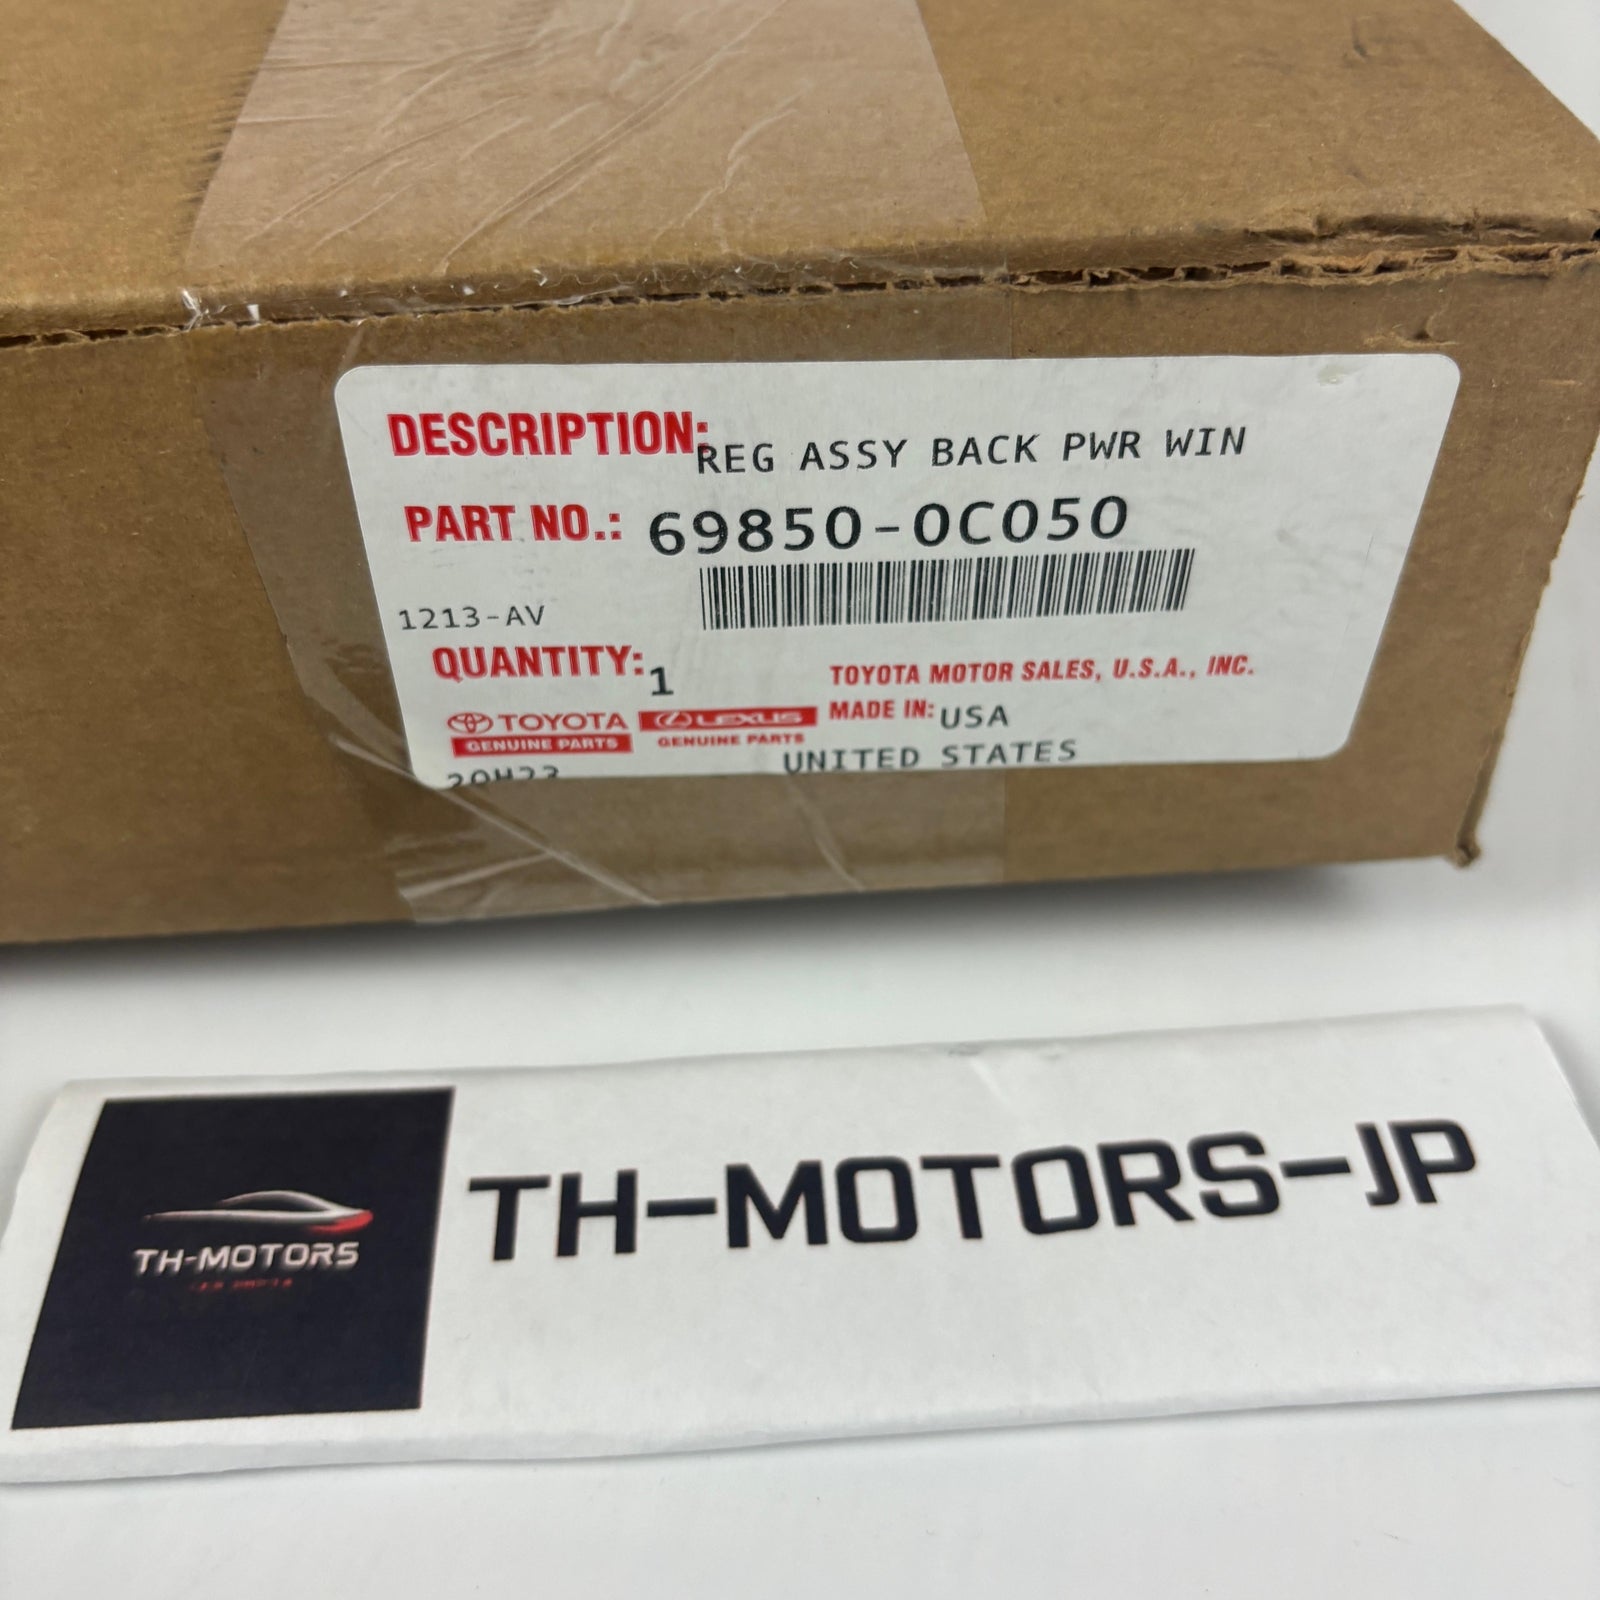 DESCRIPTION: REG ASSY BACK PWR WIN
PART NO.: 69850-0C050
1213-AV
QUANTITY: 1
TOYOTA MOTOR SALES, U.S.A., INC.
TOYOTA
GENUINE PARTS
LEXUS
GENUINE PARTS
MADE IN: USA
UNITED STATES
20H23
TH-MOTORS-JP
TH-MOTORS